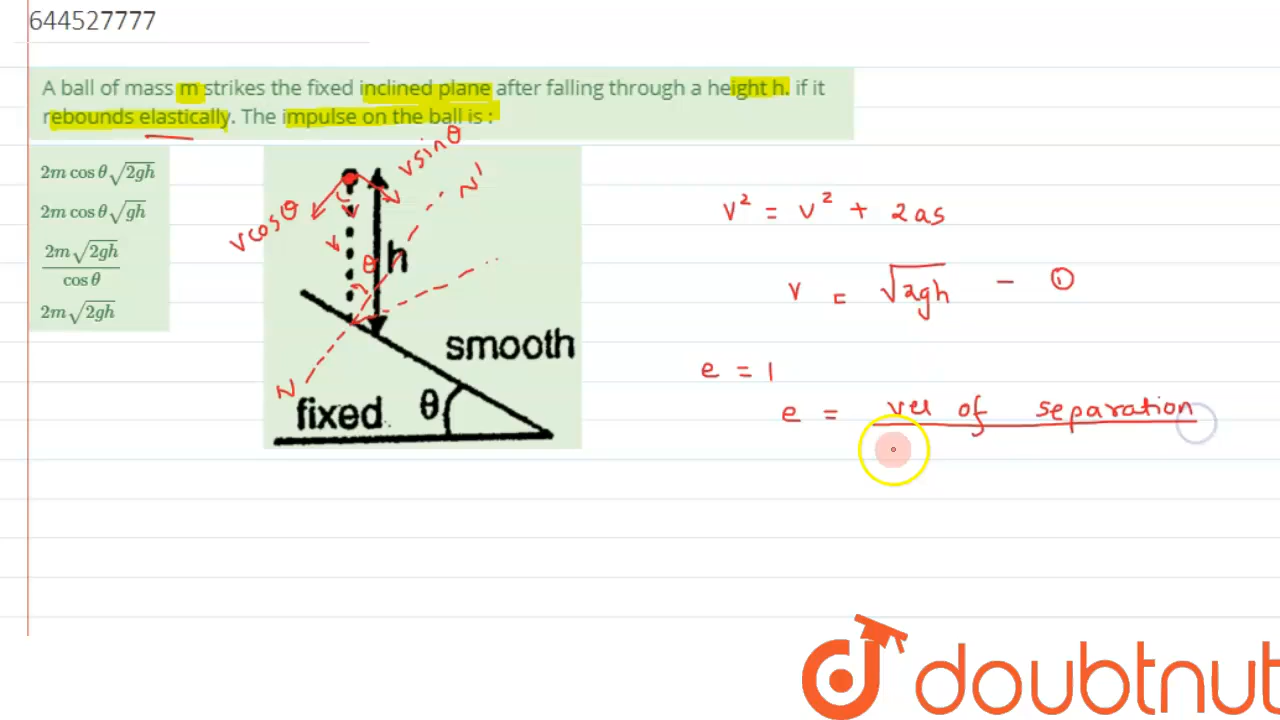 644527777
A ball of mass m strikes the fixed inclined plane after falling through a height h. if it
rebounds elastically. The impulse on the ball is :
2m cos θ √2gh
2m cos θ √gh
2m√2gh
cos θ
2m√2gh
v sin θ
N'
v cos θ
θ
h
smooth
N
fixed
θ
v² = v² + 2as
v = √2gh - ①
e = 1
e = vel of separation
doubtnut